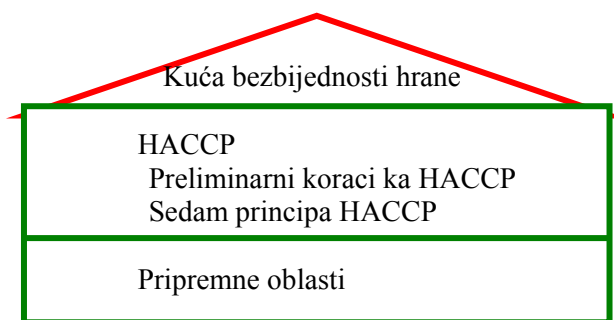 Kuća bezbijednosti hrane
HACCP
Preliminarni koraci ka HACCP
Sedam principa HACCP
Pripremne oblasti